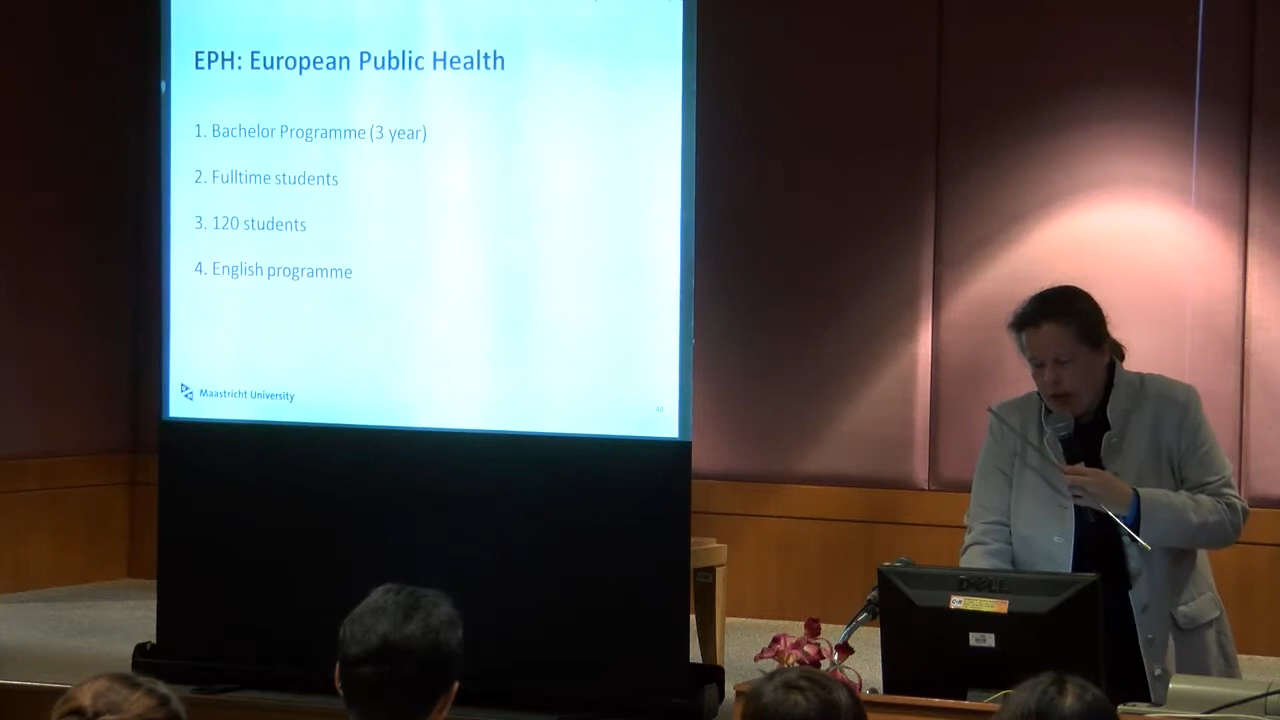 EPH: European Public Health
1. Bachelor Programme (3 year)
2. Fulltime students
3. 120 students
4. English programme
Maastricht University
DELL